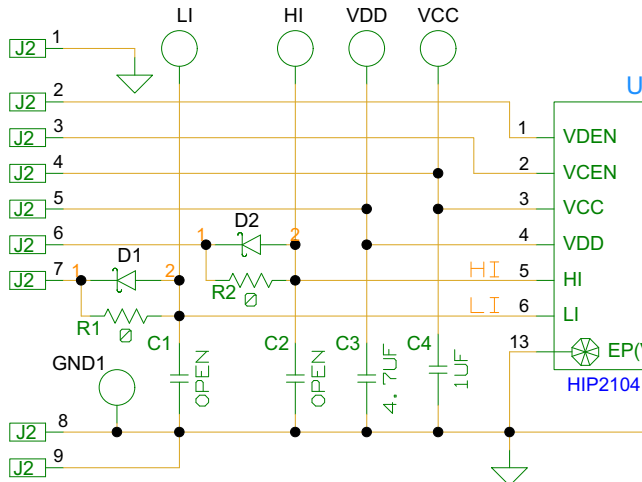 LI HI VDD VCC
J2 1
U
J2 2
J2 3 1 VDEN
J2 4 2 VCEN
J2 5 3 VCC
D2
J2 6 1 2 4 VDD
D1
J2 7 1 2 R2 0 HI 5 HI
R1 0 LI 6 LI
C1 C2 C3 C4 13 EP(V
GND1 OPEN OPEN 4.7UF 1UF HIP2104
J2 8
J2 9